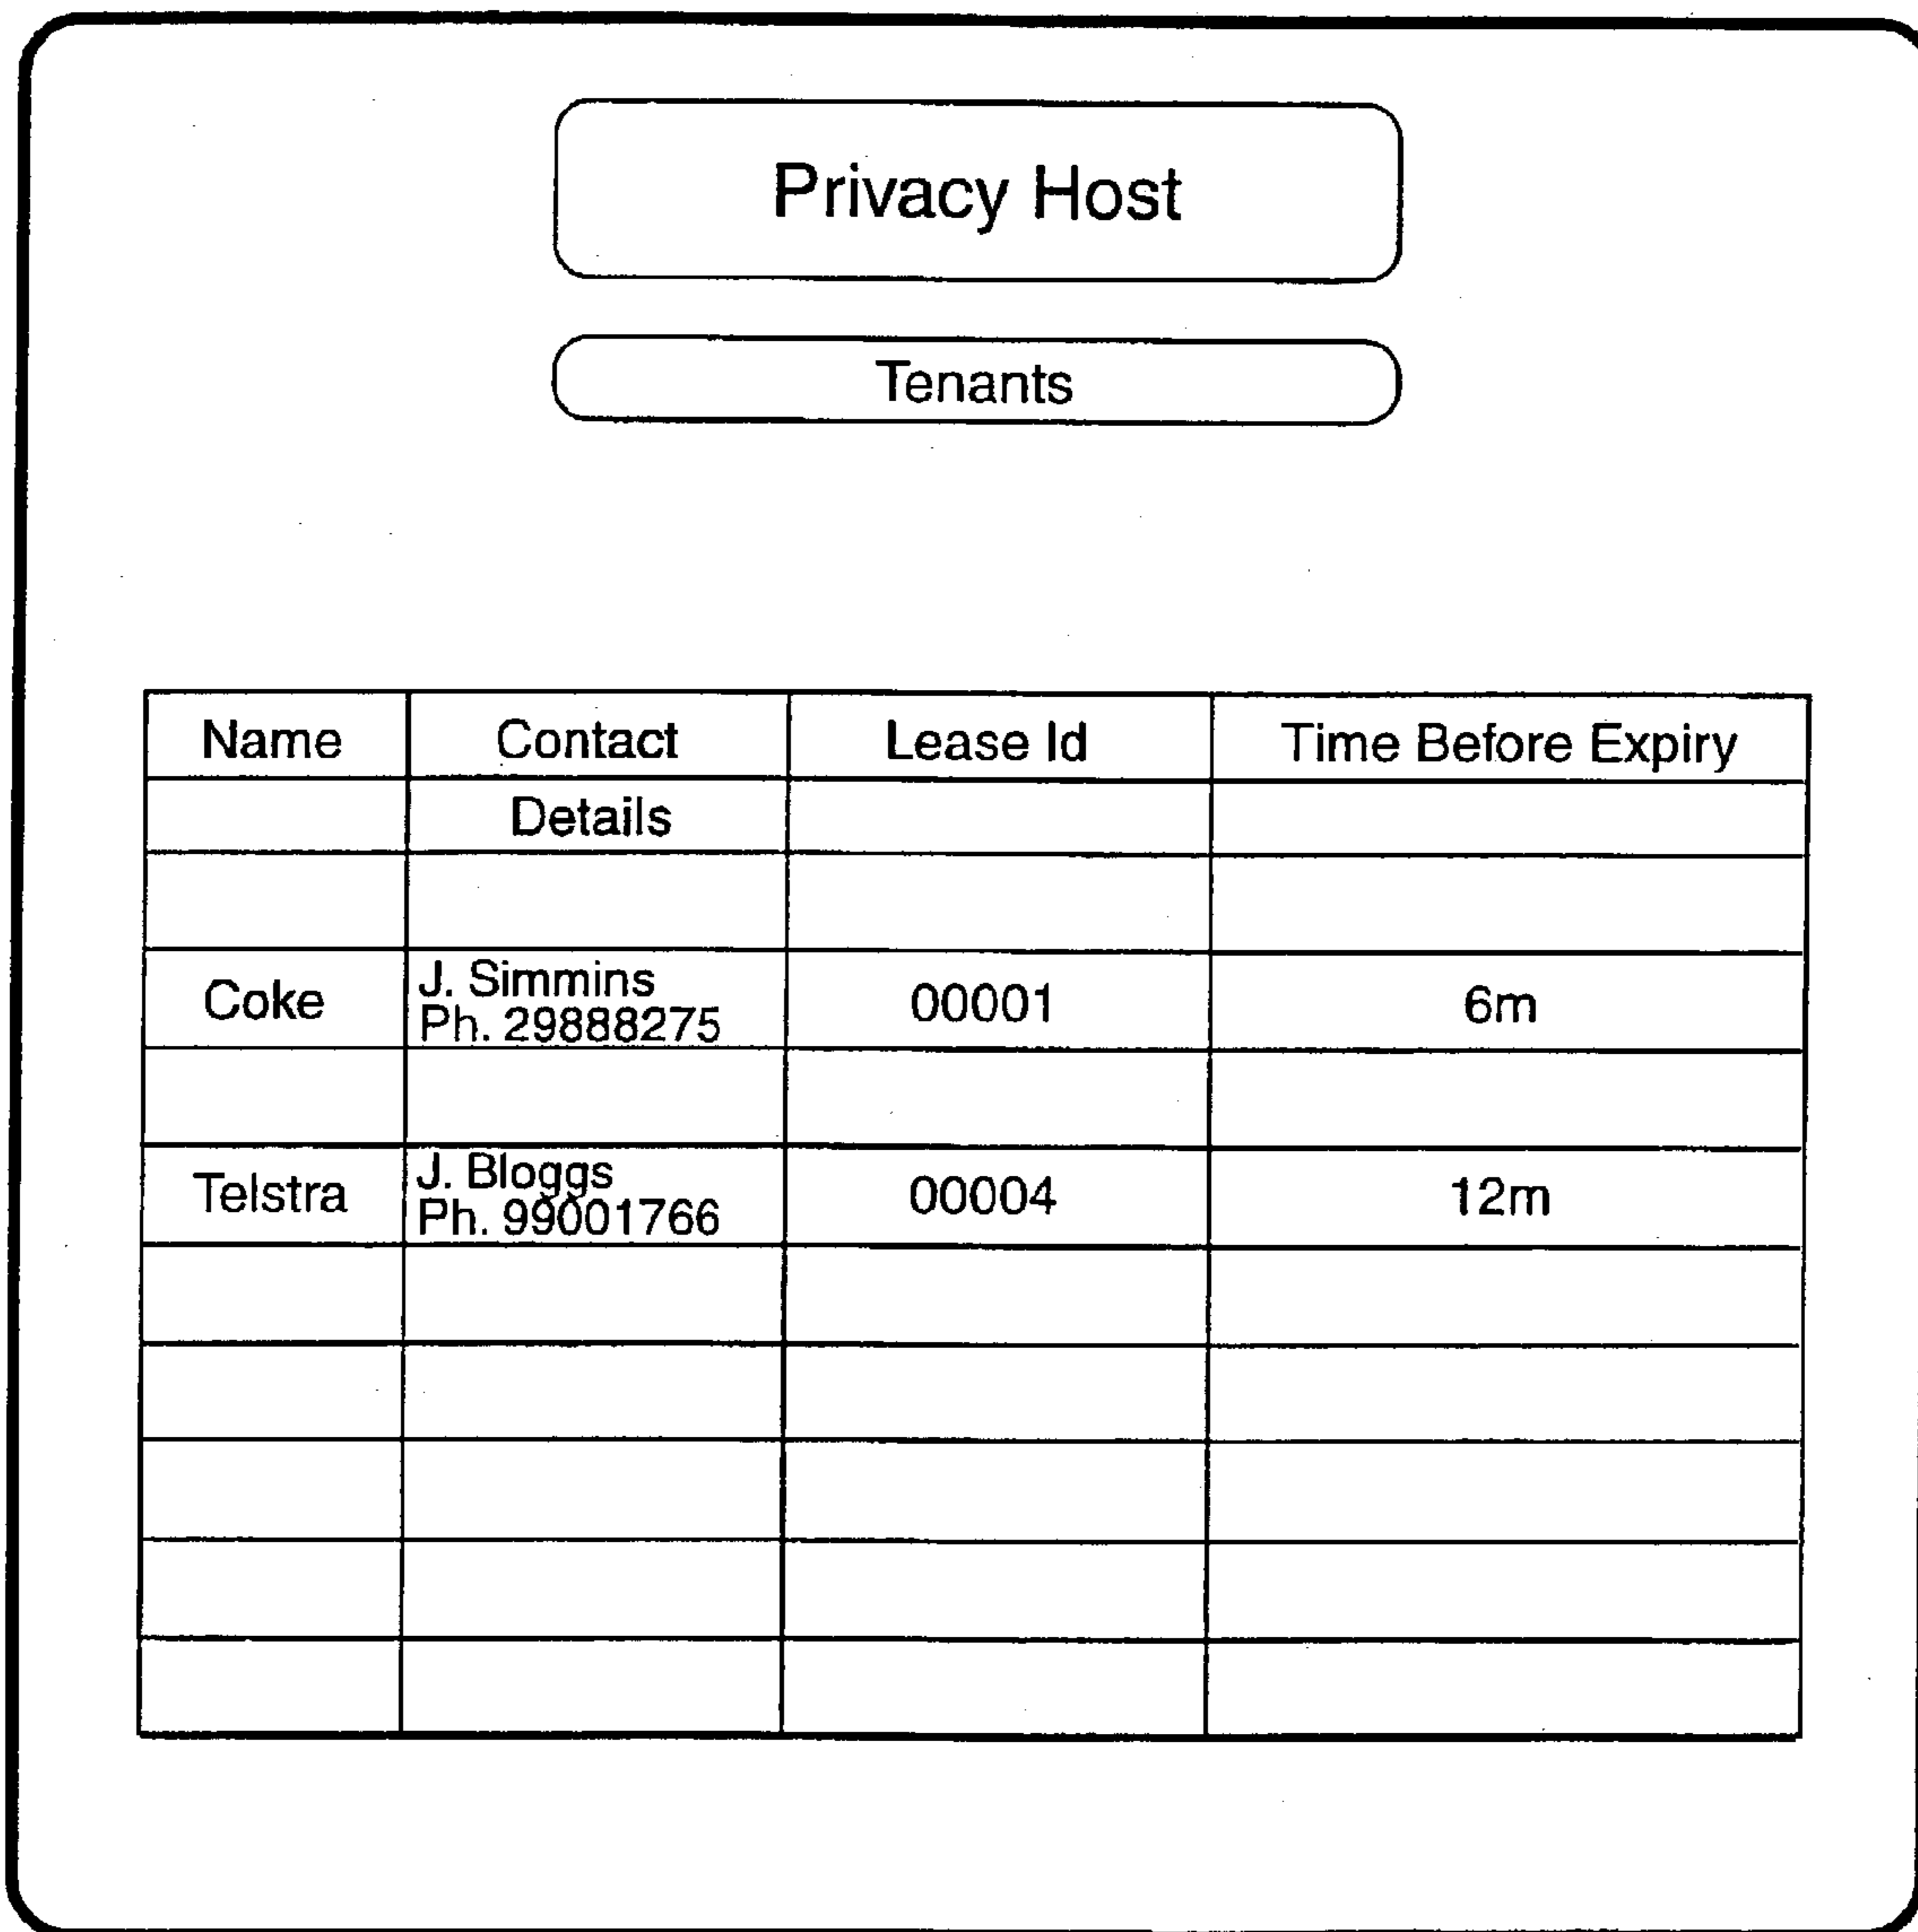 Privacy Host
Tenants
Name Contact Lease Id Time Before Expiry
Details
Coke J. Simmins Ph. 29888275 00001 6m
Telstra J. Bloggs Ph. 99001766 00004 12m